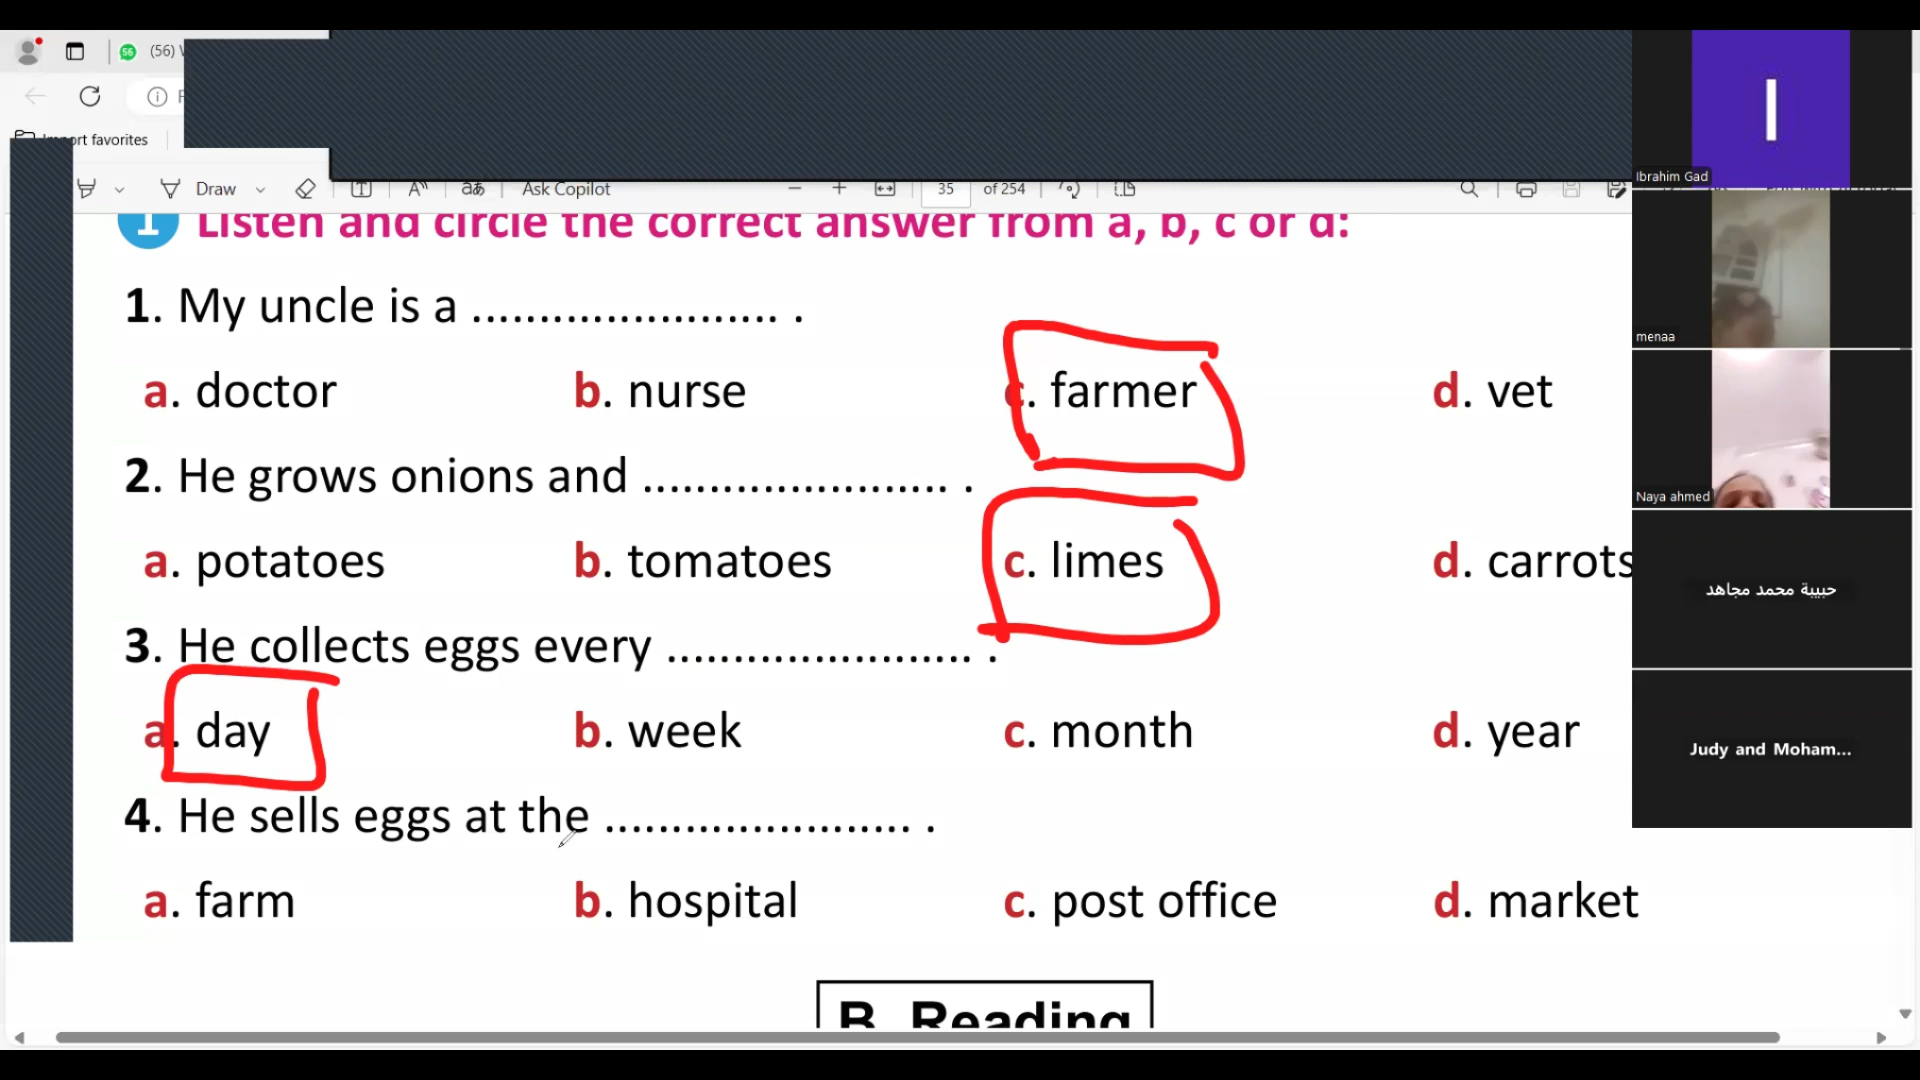 56 (56)
Import favorites
Draw Ask Copilot 35 of 254
1 Listen and circle the correct answer from a, b, c or d:
1. My uncle is a ....................... .
a. doctor b. nurse c. farmer d. vet
2. He grows onions and ....................... .
a. potatoes b. tomatoes c. limes d. carrots
3. He collects eggs every ....................... .
a. day b. week c. month d. year
4. He sells eggs at the ....................... .
a. farm b. hospital c. post office d. market
B. Reading
I
Ibrahim Gad
menaa
Naya ahmed
حبيبة محمد مجاهد
Judy and Moham...